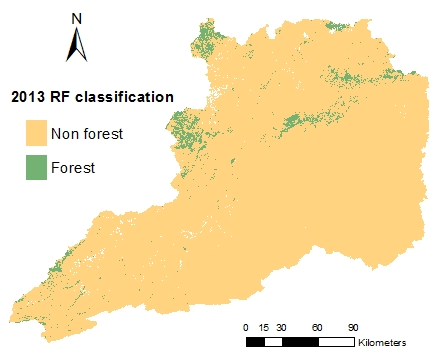 N
2013 RF classification
Non forest
Forest
0 15 30 60 90
Kilometers